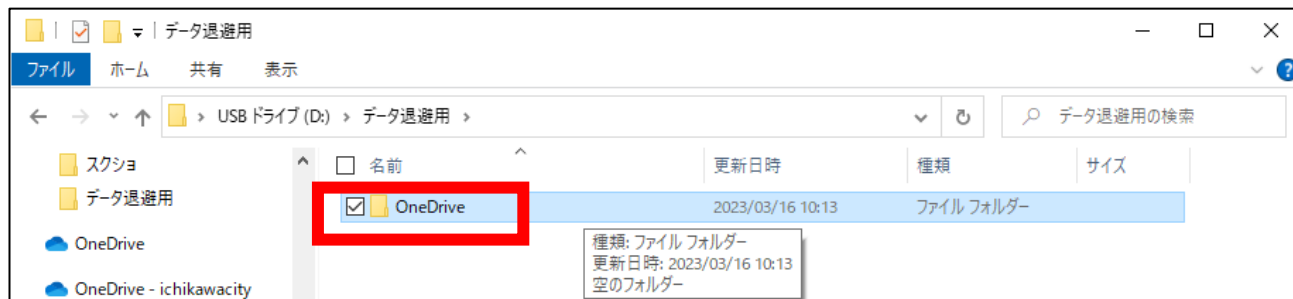 データ退避用
ファイル ホーム 共有 表示
USB ドライブ (D:) › データ退避用 › データ退避用の検索
スクショ
データ退避用
OneDrive
OneDrive - ichikawacity
名前 更新日時 種類 サイズ
OneDrive 2023/03/16 10:13 ファイル フォルダー
種類: ファイル フォルダー
更新日時: 2023/03/16 10:13
空のフォルダー